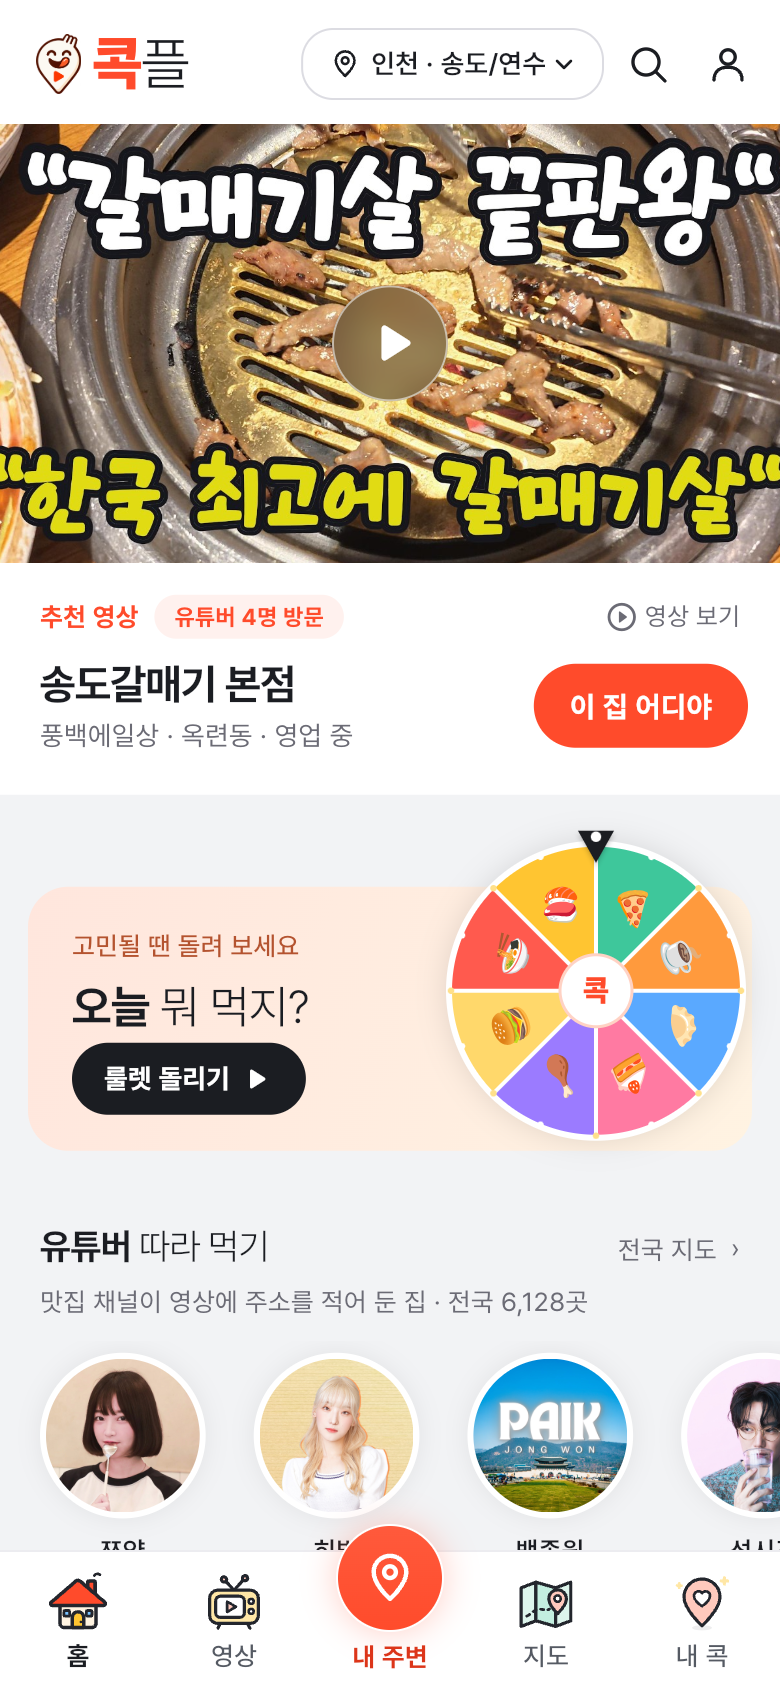 콕플
인천 · 송도/연수
"갈매기살 끝판왕"
"한국 최고에 갈매기살"
추천 영상
유튜버 4명 방문
영상 보기
송도갈매기 본점
이 집 어디야
풍백에일상 · 옥련동 · 영업 중
고민될 땐 돌려 보세요
오늘 뭐 먹지?
룰렛 돌리기
콕
유튜버 따라 먹기
전국 지도 ›
맛집 채널이 영상에 주소를 적어 둔 집 · 전국 6,128곳
PAIK
JONG WON
홈
영상
내 주변
지도
내 콕